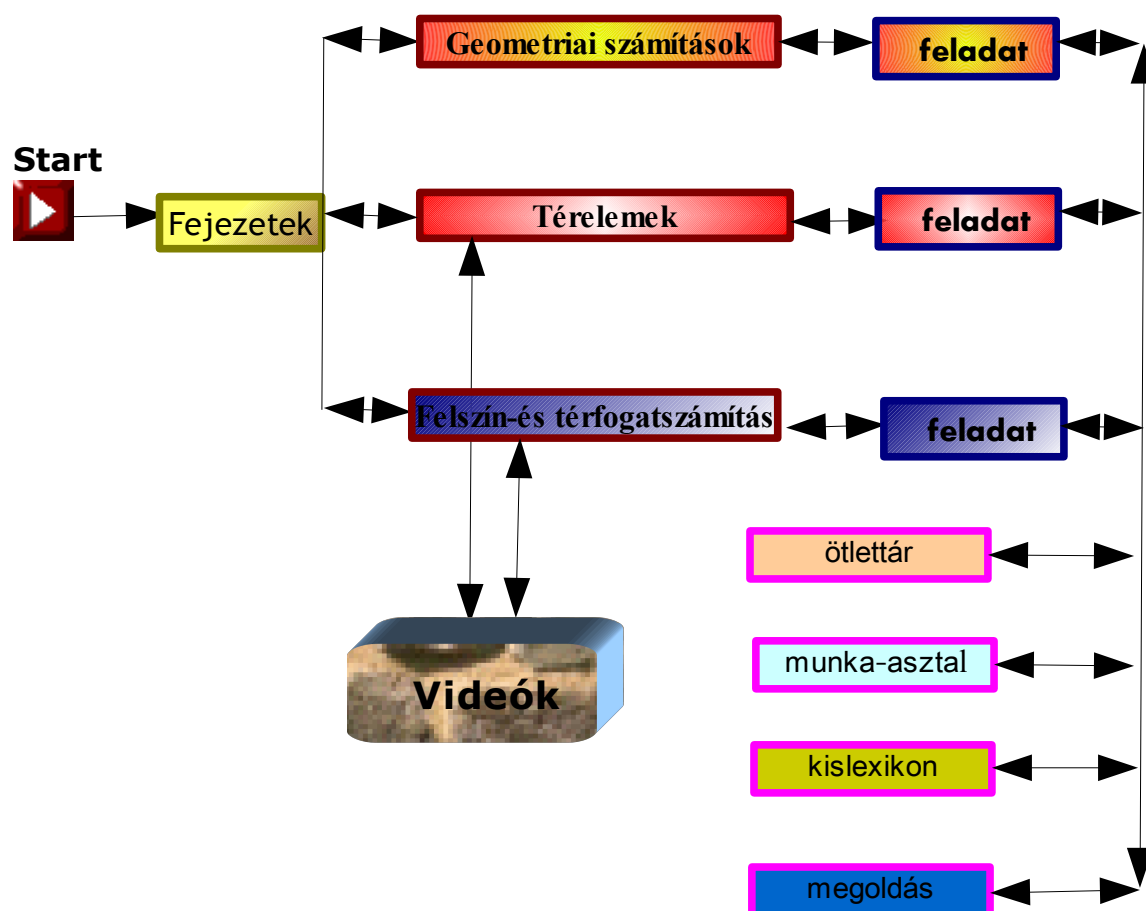 Geometriai számítások
feladat
Start
Fejezetek
Térelemek
feladat
Felszín-és térfogatszámítás
feladat
ötlettár
munka-asztal
Videók
kislexikon
megoldás